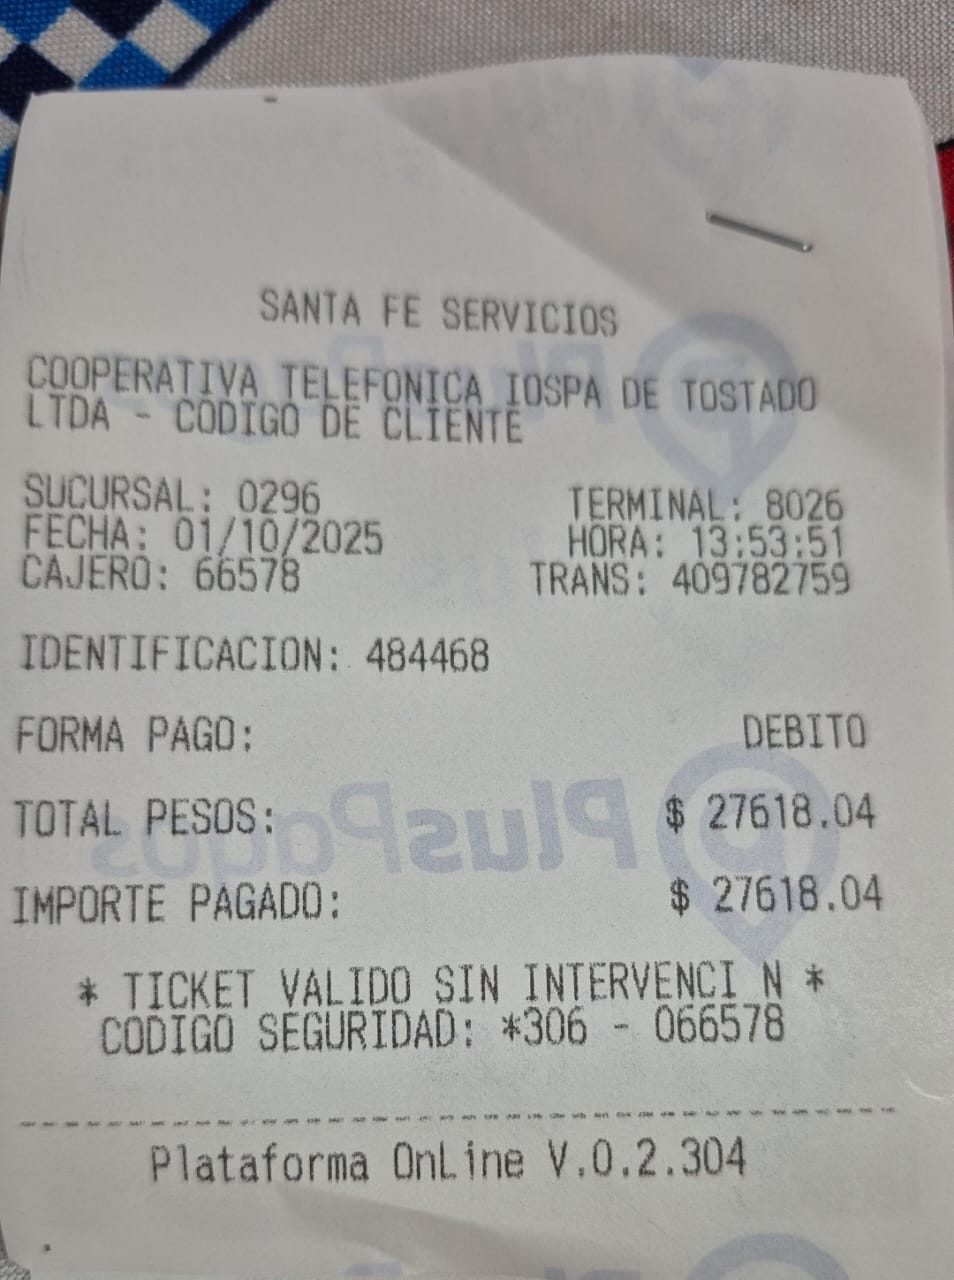 SANTA FE SERVICIOS
COOPERATIVA TELEFONICA IOSPA DE TOSTADO
LTDA - CODIGO DE CLIENTE
SUCURSAL: 0296 TERMINAL: 8026
FECHA: 01/10/2025 HORA: 13:53:51
CAJERO: 66578 TRANS: 409782759
IDENTIFICACION: 484468
FORMA PAGO: DEBITO
TOTAL PESOS: $ 27618.04
PlusPagos
IMPORTE PAGADO: $ 27618.04
* TICKET VALIDO SIN INTERVENCI N *
CODIGO SEGURIDAD: *306 - 066578
Plataforma OnLine V.0.2.304